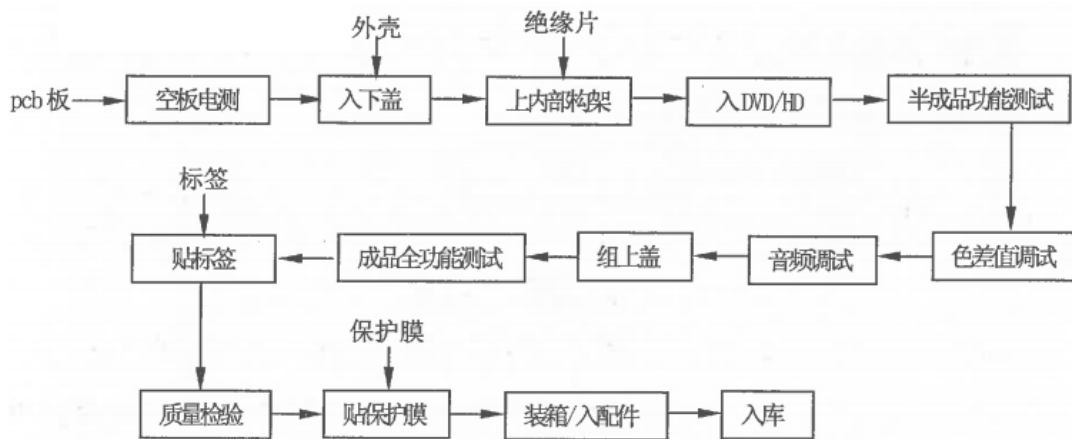 外壳
绝缘片
pcb板
空板电测
入下盖
上内部构架
入DVD/HD
半成品功能测试
标签
贴标签
成品全功能测试
组上盖
音频调试
色差值调试
保护膜
质量检验
贴保护膜
装箱/入配件
入库